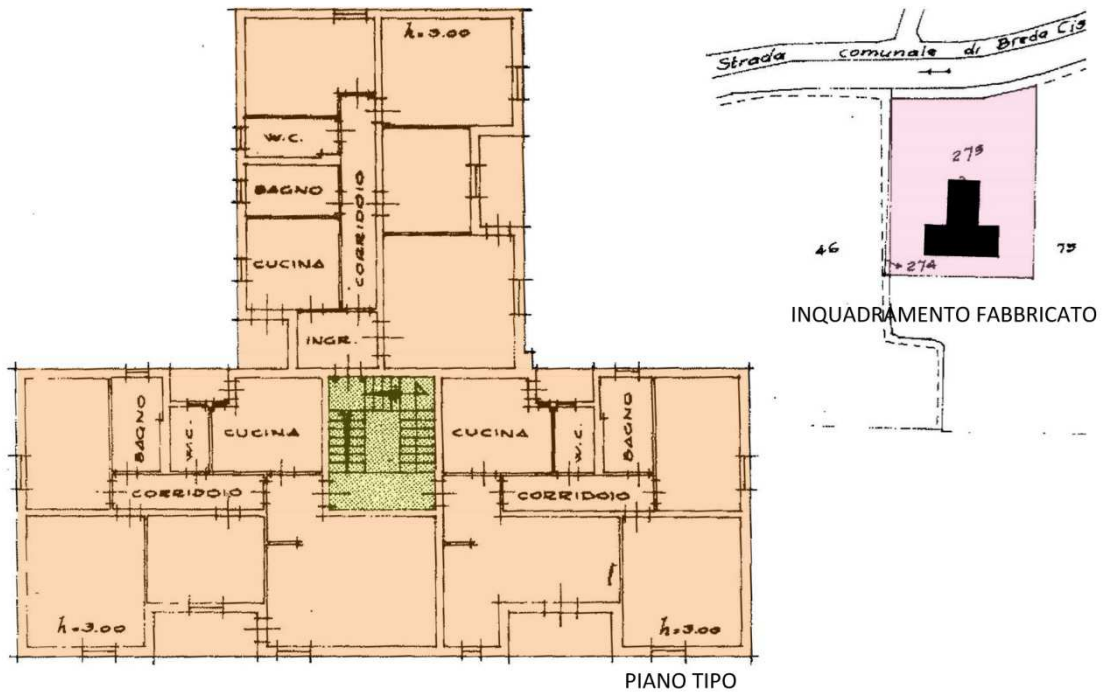 h=3.00
W.C.
BAGNO
CORRIDOIO
CUCINA
INGR.
BAGNO
W.C.
CUCINA
CUCINA
W.C.
BAGNO
CORRIDOIO
CORRIDOIO
h=3.00
h=3.00
PIANO TIPO
Strada comunale di Breda Cis
275
46
274
75
INQUADRAMENTO FABBRICATO